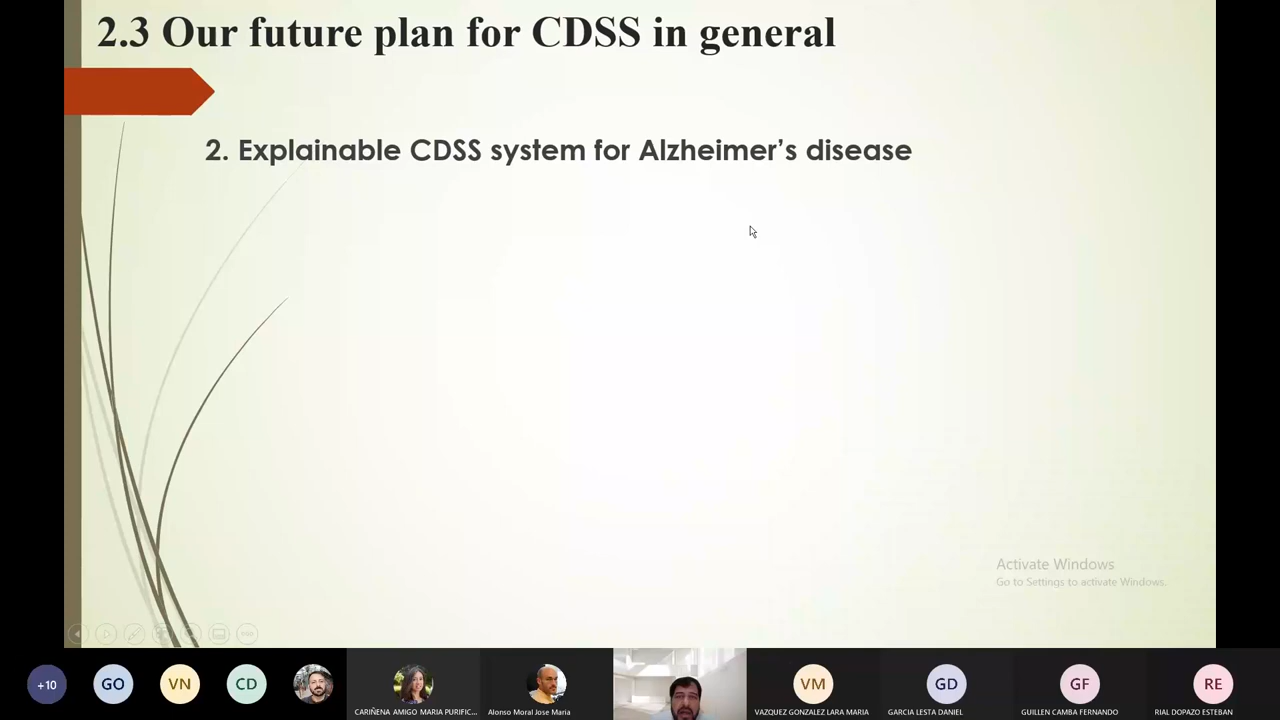 2.3 Our future plan for CDSS in general
2. Explainable CDSS system for Alzheimer's disease
Activate Windows
Go to Settings to activate Windows.
+10
GO
VN
CD
CARIÑENA AMIGO MARIA PURIFIC...
Alonso Moral Jose Maria
VM
VAZQUEZ GONZALEZ LARA MARIA
GD
GARCIA LESTA DANIEL
GF
GUILLEN CAMBA FERNANDO
RE
RIAL DOPAZO ESTEBAN